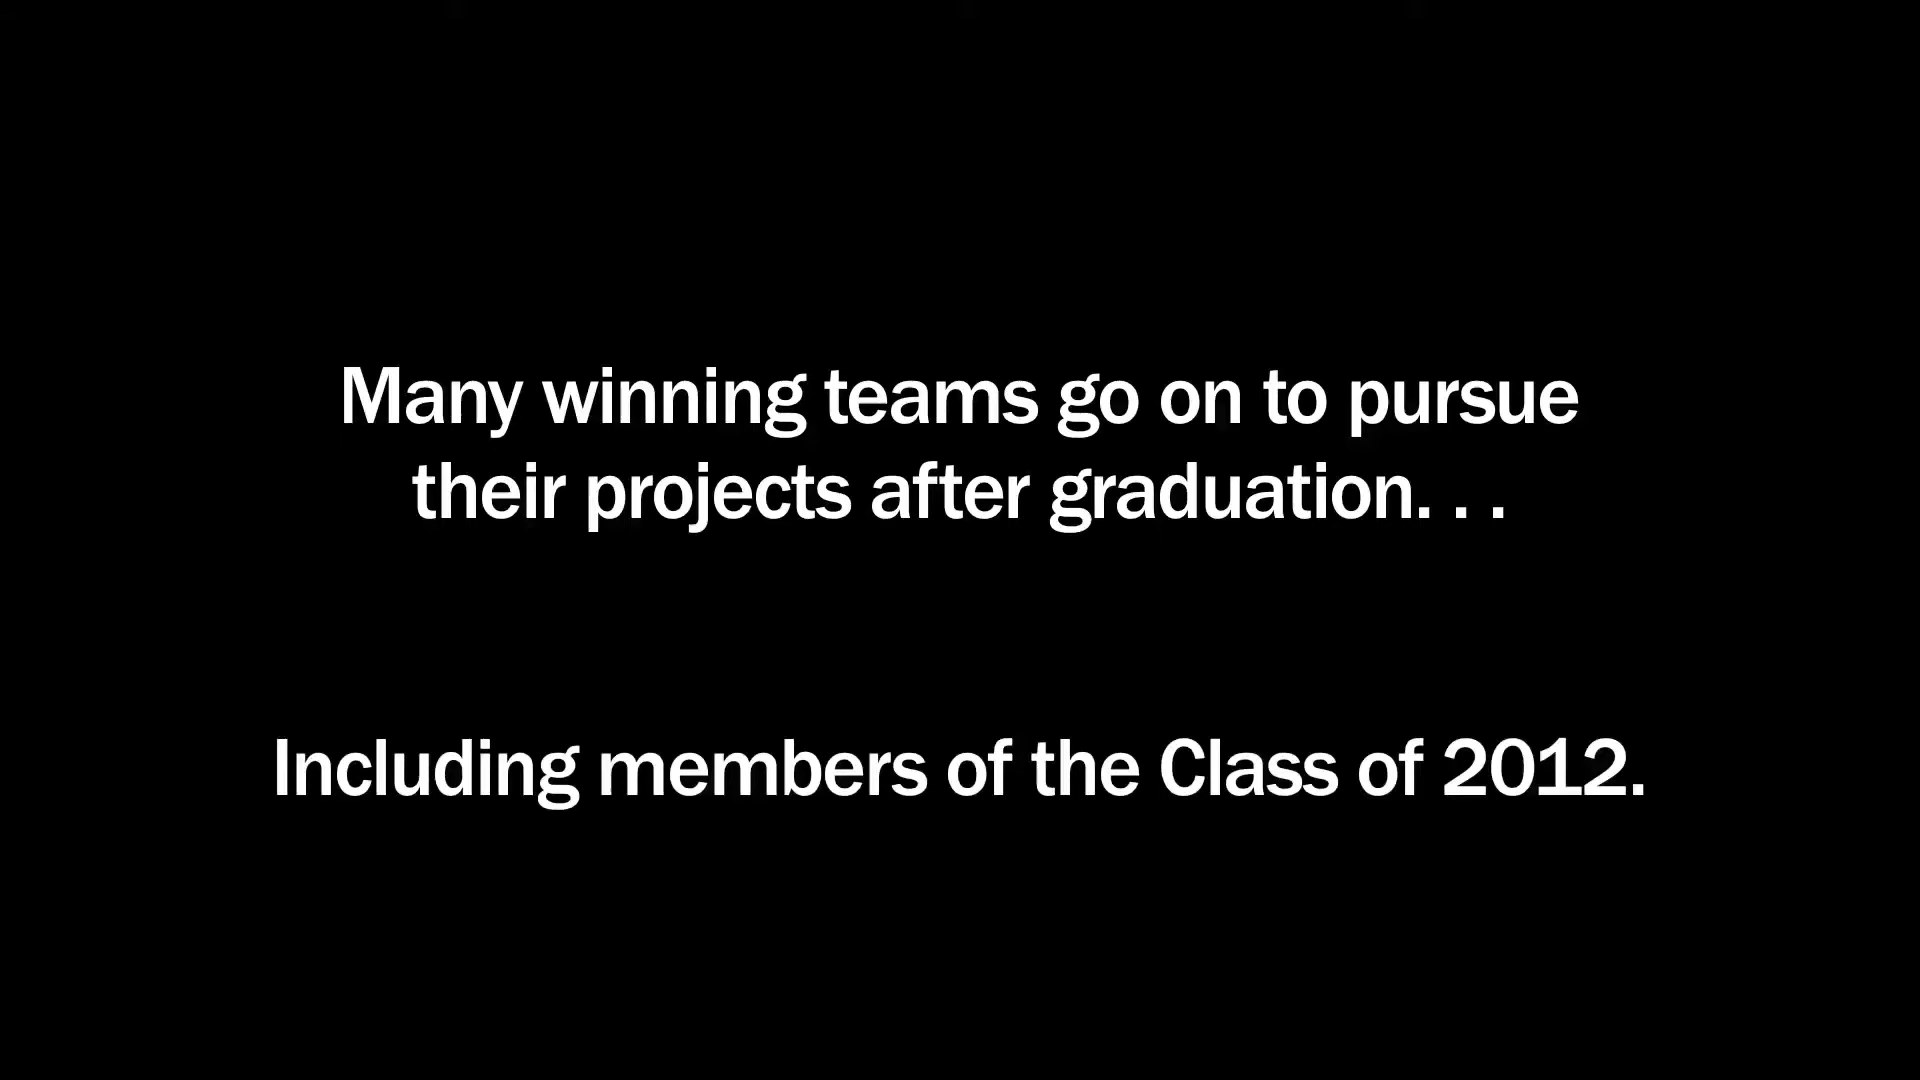 Many winning teams go on to pursue
their projects after graduation. . .
Including members of the Class of 2012.